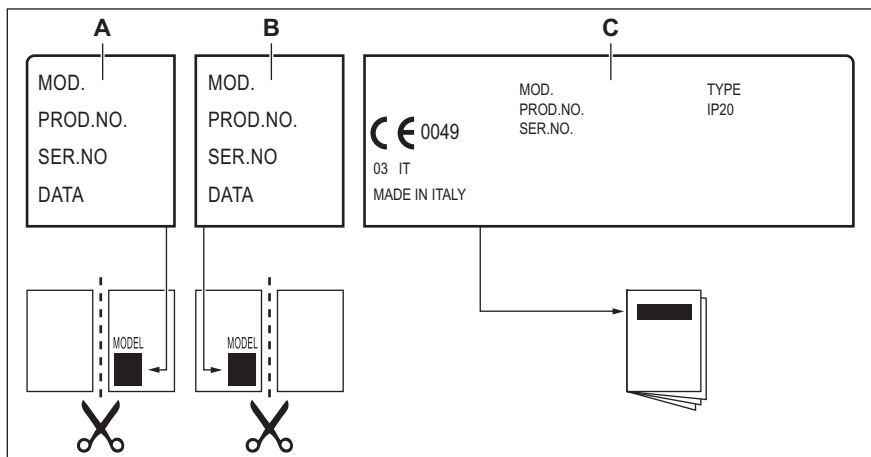 A
B
C
MOD.
PROD.NO.
SER.NO
DATA
MOD.
PROD.NO.
SER.NO
DATA
MOD.
PROD.NO.
SER.NO.
TYPE
IP20
CE 0049
03 IT
MADE IN ITALY
MODEL
MODEL